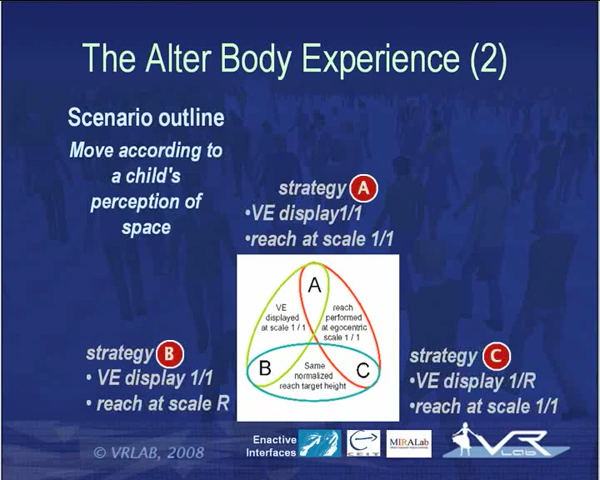 The Alter Body Experience (2)
Scenario outline
Move according to
a child's
perception of
space
strategy A
•VE display1/1
•reach at scale 1/1
A
VE
displayed
at scale 1 / 1
reach
performed
at egocentric
scale 1 / 1
B
Same
normalized
reach target height
C
strategy B
• VE display 1/1
• reach at scale R
strategy C
•VE display 1/R
•reach at scale 1/1
© VRLAB, 2008
Enactive
Interfaces
CEIT
MIRALab
VR
Lab